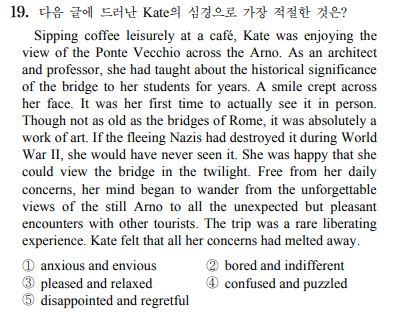 19. 다음 글에 드러난 Kate의 심경으로 가장 적절한 것은?
Sipping coffee leisurely at a café, Kate was enjoying the
view of the Ponte Vecchio across the Arno. As an architect
and professor, she had taught about the historical significance
of the bridge to her students for years. A smile crept across
her face. It was her first time to actually see it in person.
Though not as old as the bridges of Rome, it was absolutely a
work of art. If the fleeing Nazis had destroyed it during World
War II, she would have never seen it. She was happy that she
could view the bridge in the twilight. Free from her daily
concerns, her mind began to wander from the unforgettable
views of the still Arno to all the unexpected but pleasant
encounters with other tourists. The trip was a rare liberating
experience. Kate felt that all her concerns had melted away.
① anxious and envious ② bored and indifferent
③ pleased and relaxed ④ confused and puzzled
⑤ disappointed and regretful